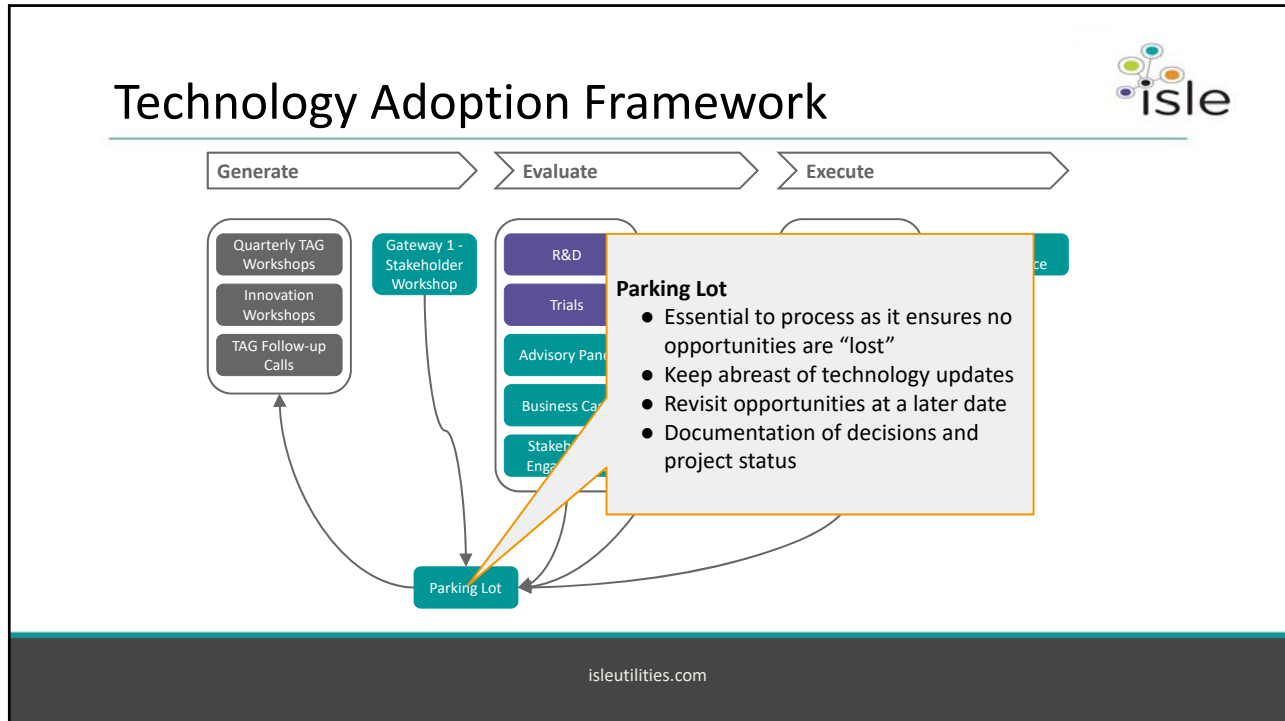 Technology Adoption Framework
isle
Generate
Evaluate
Execute
Quarterly TAG
Workshops
Innovation
Workshops
TAG Follow-up
Calls
Gateway 1 -
Stakeholder
Workshop
R&D
Trials
Advisory
Business
Parking Lot
● Essential to process as it ensures no
opportunities are “lost”
● Keep abreast of technology updates
● Revisit opportunities at a later date
● Documentation of decisions and
project status
Parking Lot
isleutilities.com